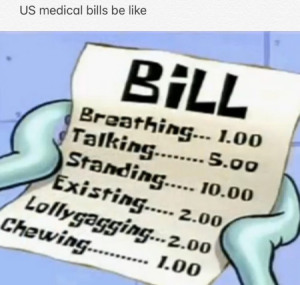 US medical bills be like
BiLL
Breathing... 1.00
Talking........ 5.00
Standing..... 10.00
Existing..... 2.00
Lollygagging...2.00
Chewing........... 1.00